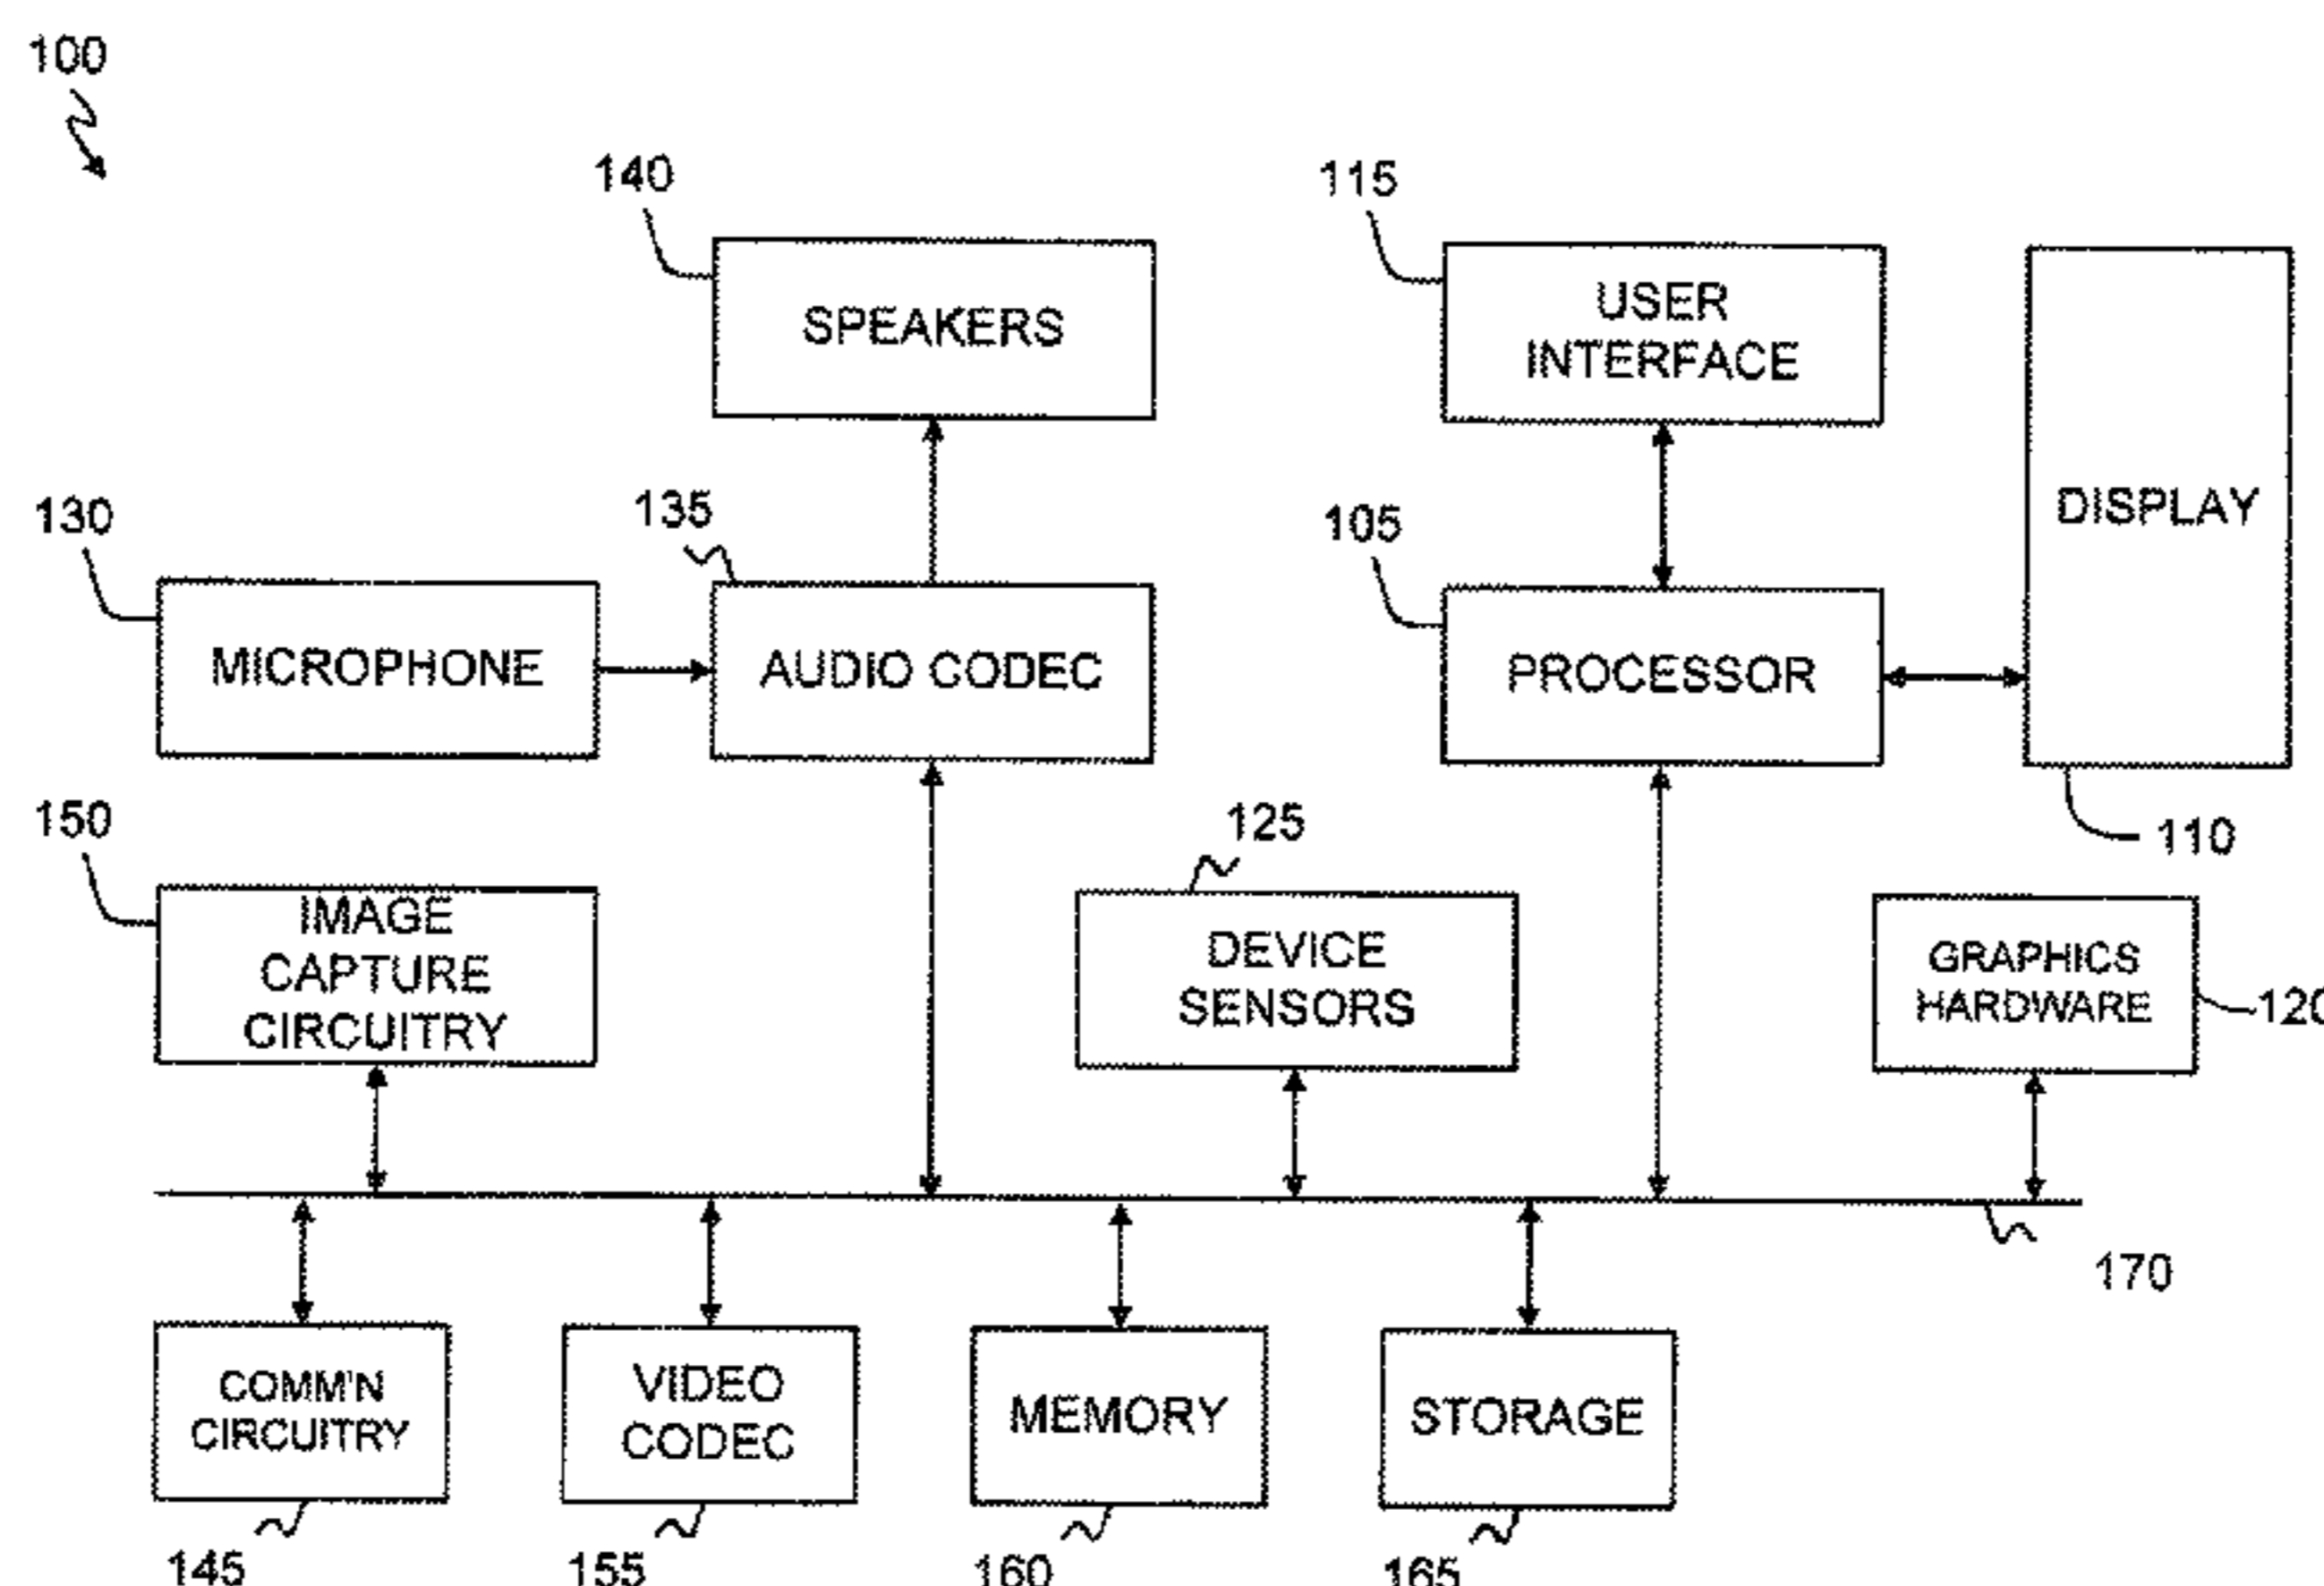 100
140
115
SPEAKERS
USER
INTERFACE
DISPLAY
130
135
105
MICROPHONE
AUDIO CODEC
PROCESSOR
150
125
110
IMAGE
CAPTURE
CIRCUITRY
DEVICE
SENSORS
GRAPHICS
HARDWARE
120
170
COMM'N
CIRCUITRY
VIDEO
CODEC
MEMORY
STORAGE
145
155
160
165